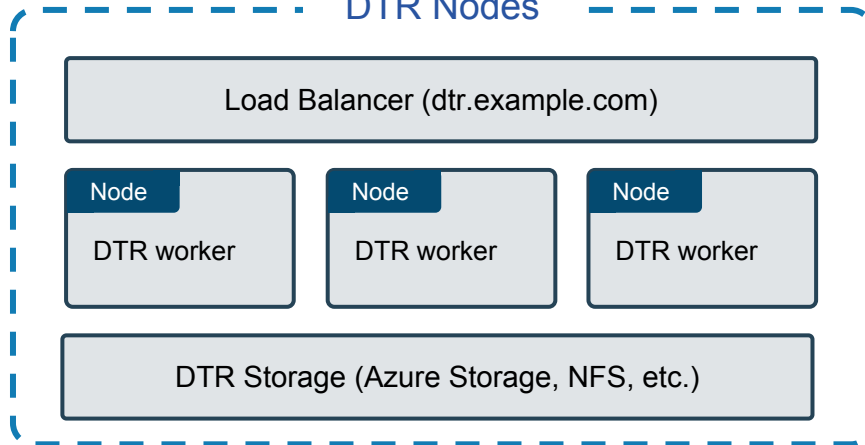 DTR Nodes
Load Balancer (dtr.example.com)
Node
DTR worker
Node
DTR worker
Node
DTR worker
DTR Storage (Azure Storage, NFS, etc.)